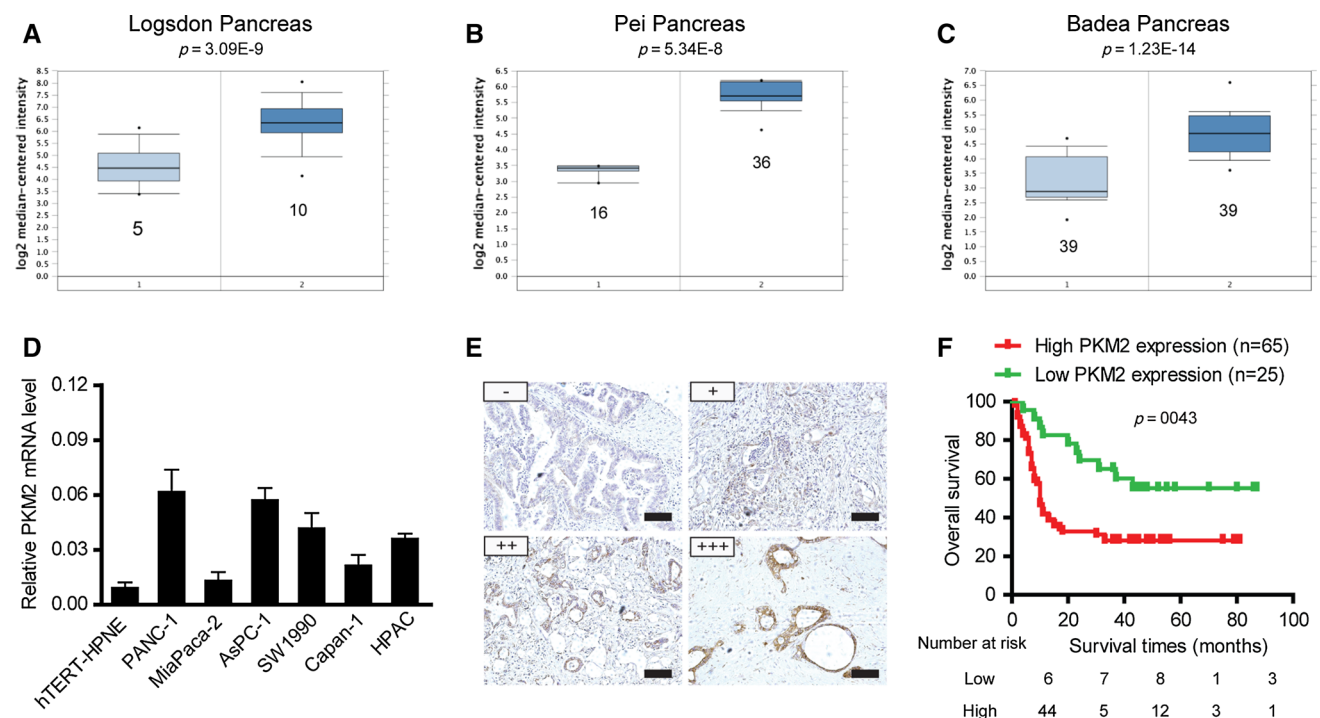 A
Logsdon Pancreas
p = 3.09E-9
log2 median-centered intensity
8.5
8.0
7.5
7.0
6.5
6.0
5.5
5.0
4.5
4.0
3.5
3.0
2.5
2.0
1.5
1.0
0.5
0.0
5
10
1
2
B
Pei Pancreas
p = 5.34E-8
log2 median-centered intensity
6.5
6.0
5.5
5.0
4.5
4.0
3.5
3.0
2.5
2.0
1.5
1.0
0.5
0.0
16
36
1
2
C
Badea Pancreas
p = 1.23E-14
log2 median-centered intensity
7.0
6.5
6.0
5.5
5.0
4.5
4.0
3.5
3.0
2.5
2.0
1.5
1.0
0.5
0.0
39
39
1
2
D
Relative PKM2 mRNA level
0.12
0.09
0.06
0.03
0.00
hTERT-HPNE
PANC-1
MiaPaca-2
AsPC-1
SW1990
Capan-1
HPAC
E
-
+
++
+++
F
High PKM2 expression (n=65)
Low PKM2 expression (n=25)
p = 0043
Overall survival
100
80
60
40
20
0
0 20 40 60 80 100
Number at risk
Survival times (months)
Low 6 7 8 1 3
High 44 5 12 3 1